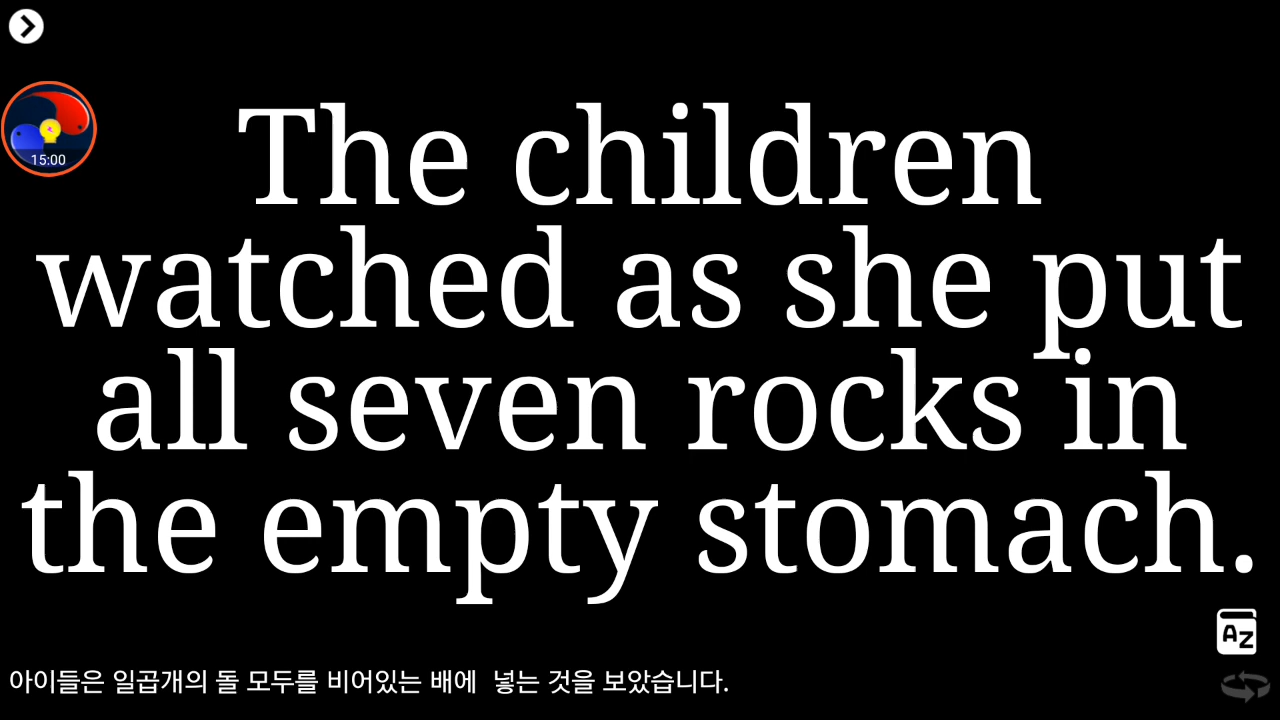 15:00
The children
watched as she put
all seven rocks in
the empty stomach.
AZ
아이들은 일곱개의 돌 모두를 비어있는 배에  넣는 것을 보았습니다.